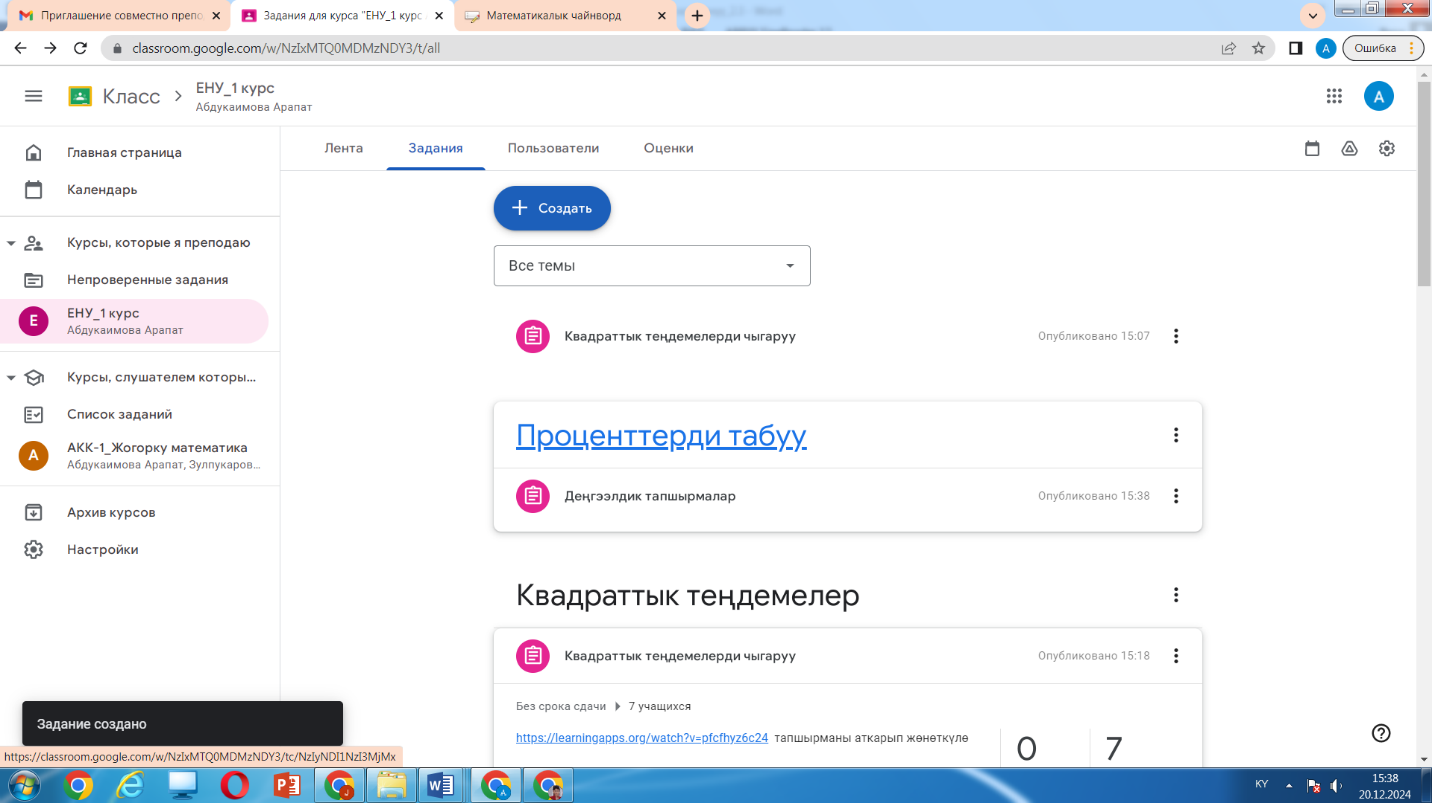 Приглашение совместно препо
Задания для курса "ЕНУ_1 курс
Математикалык чайнворд
classroom.google.com/w/NzIxMTQ0MDMzNDY3/t/all
А
Ошибка
Класс
ЕНУ_1 курс
Абдукаимова Арапат
А
Главная страница
Календарь
Курсы, которые я преподаю
Непроверенные задания
Е
ЕНУ_1 курс
Абдукаимова Арапат
Курсы, слушателем которы...
Список заданий
А
АКК-1_Жогорку математика
Абдукаимова Арапат, Зулпукаров...
Архив курсов
Настройки
Лента
Задания
Пользователи
Оценки
+ Создать
Все темы
Квадраттык теңдемелерди чыгаруу
Опубликовано 15:07
Проценттерди табуу
Деңгээлдик тапшырмалар
Опубликовано 15:38
Квадраттык теңдемелер
Квадраттык теңдемелерди чыгаруу
Опубликовано 15:18
Без срока сдачи
7 учащихся
https://learningapps.org/watch?v=pfcfhyz6c24 тапшырманы аткарып жөнөткүлө
0
7
Задание создано
https://classroom.google.com/w/NzIxMTQ0MDMzNDY3/tc/NzIyNDI1NzI3MjMx
KY
15:38
20.12.2024